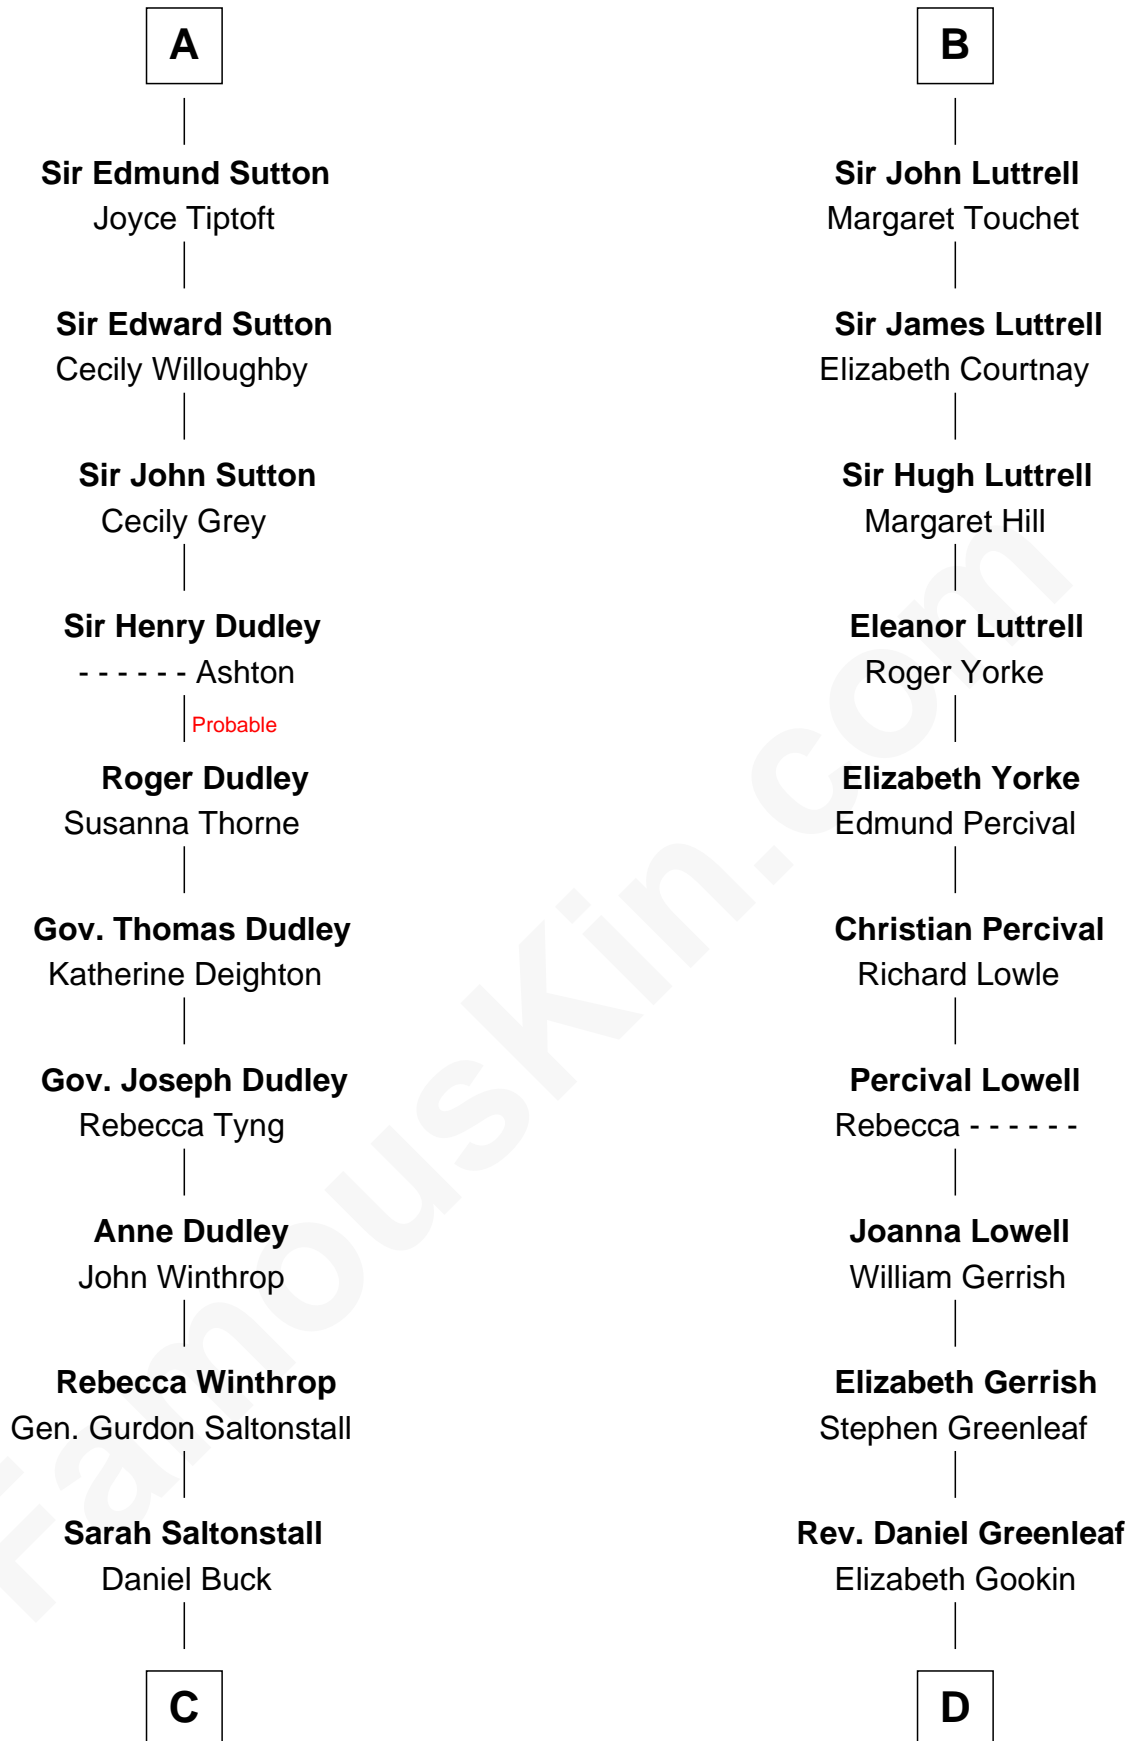 A
Sir Edmund Sutton
Joyce Tiptoft
Sir Edward Sutton
Cecily Willoughby
Sir John Sutton
Cecily Grey
Sir Henry Dudley
- - - - - - Ashton
Probable
Roger Dudley
Susanna Thorne
Gov. Thomas Dudley
Katherine Deighton
Gov. Joseph Dudley
Rebecca Tyng
Anne Dudley
John Winthrop
Rebecca Winthrop
Gen. Gurdon Saltonstall
Sarah Saltonstall
Daniel Buck
C
B
Sir John Luttrell
Margaret Touchet
Sir James Luttrell
Elizabeth Courtnay
Sir Hugh Luttrell
Margaret Hill
Eleanor Luttrell
Roger Yorke
Elizabeth Yorke
Edmund Percival
Christian Percival
Richard Lowle
Percival Lowell
Rebecca - - - - - -
Joanna Lowell
William Gerrish
Elizabeth Gerrish
Stephen Greenleaf
Rev. Daniel Greenleaf
Elizabeth Gookin
D
FamousKin.com